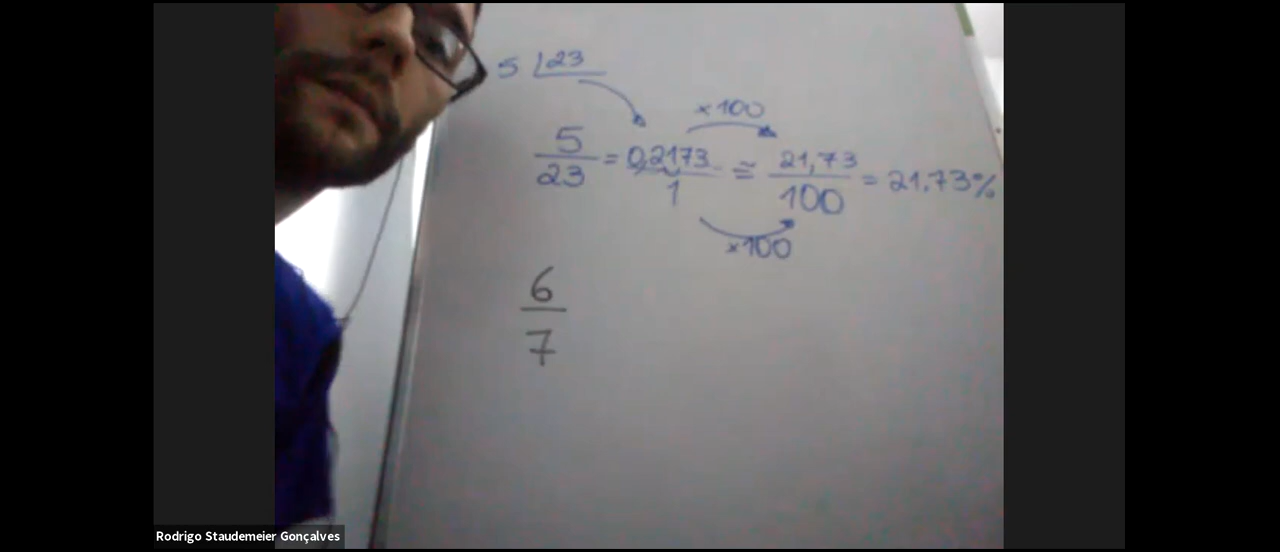 5 23
×100
5/23 = 0,2173/1 ≅ 21,73/100 = 21,73%
×100
6/7
Rodrigo Staudemeier Gonçalves